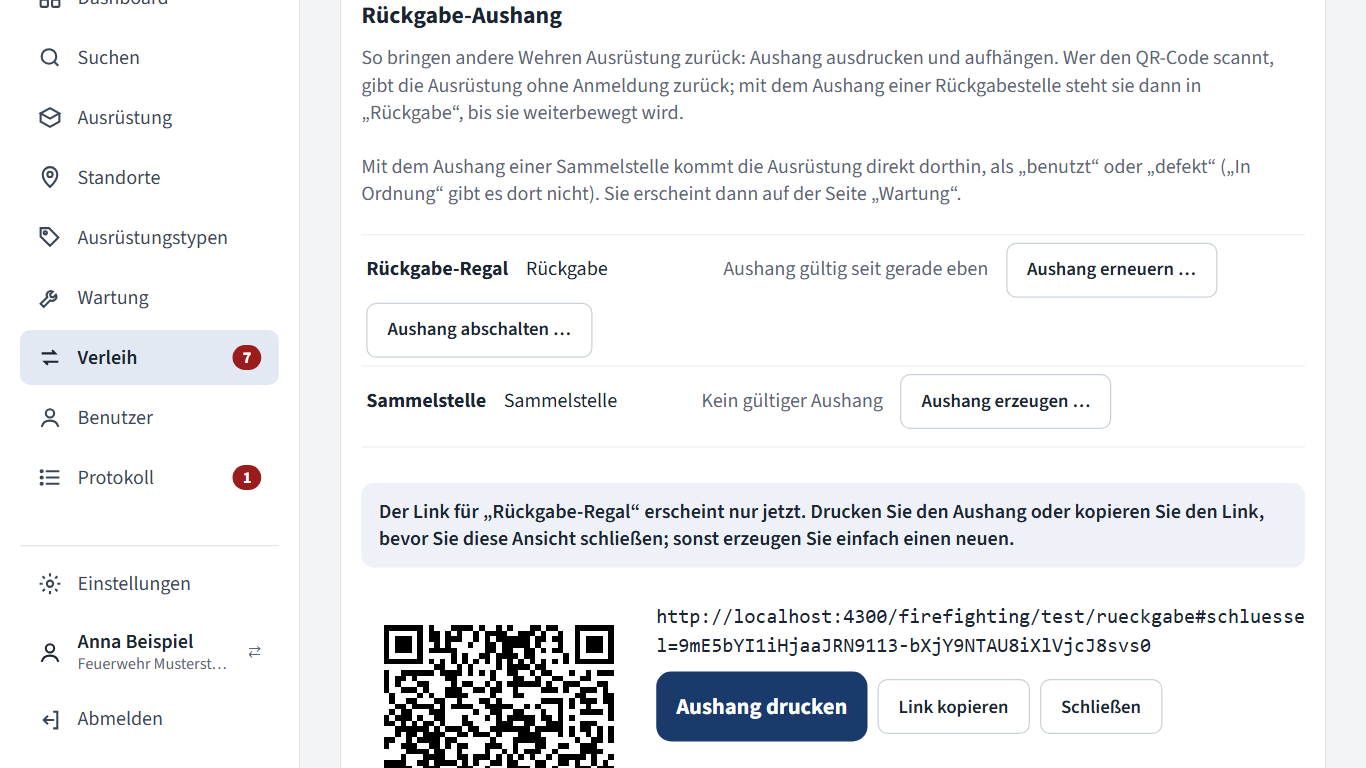 Dashboard
Suchen
Ausrüstung
Standorte
Ausrüstungstypen
Wartung
Verleih 7
Benutzer
Protokoll 1
Einstellungen
Anna Beispiel
Feuerwehr Musterst…
Abmelden
Rückgabe-Aushang
So bringen andere Wehren Ausrüstung zurück: Aushang ausdrucken und aufhängen. Wer den QR-Code scannt,
gibt die Ausrüstung ohne Anmeldung zurück; mit dem Aushang einer Rückgabestelle steht sie dann in
„Rückgabe“, bis sie weiterbewegt wird.
Mit dem Aushang einer Sammelstelle kommt die Ausrüstung direkt dorthin, als „benutzt“ oder „defekt“ („In
Ordnung“ gibt es dort nicht). Sie erscheint dann auf der Seite „Wartung“.
Rückgabe-Regal Rückgabe Aushang gültig seit gerade eben Aushang erneuern …
Aushang abschalten …
Sammelstelle Sammelstelle Kein gültiger Aushang Aushang erzeugen …
Der Link für „Rückgabe-Regal“ erscheint nur jetzt. Drucken Sie den Aushang oder kopieren Sie den Link,
bevor Sie diese Ansicht schließen; sonst erzeugen Sie einfach einen neuen.
http://localhost:4300/firefighting/test/rueckgabe#schluesse
l=9mE5bYI1iHjaaJRN9113-bXjY9NTAU8iXlVjcJ8svs0
Aushang drucken Link kopieren Schließen